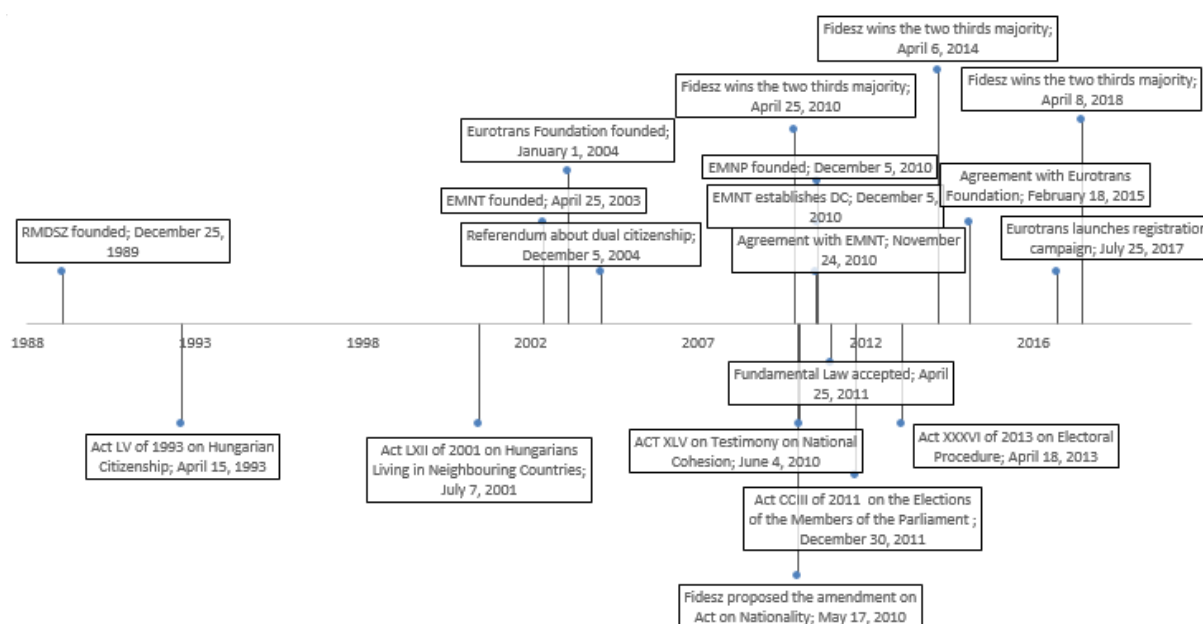 Fidesz wins the two thirds majority;
April 6, 2014
Fidesz wins the two thirds majority;
April 25, 2010
Fidesz wins the two thirds majority;
April 8, 2018
Eurotrans Foundation founded;
January 1, 2004
EMNP founded; December 5, 2010
Agreement with Eurotrans
Foundation; February 18, 2015
EMNT founded; April 25, 2003
EMNT establishes DC; December 5,
2010
RMDSZ founded; December 25,
1989
Referendum about dual citizenship;
December 5, 2004
Agreement with EMNT; November
24, 2010
Eurotrans launches registration
campaign; July 25, 2017
1988
1993
1998
2002
2007
2012
2016
Fundamental Law accepted; April
25, 2011
Act LV of 1993 on Hungarian
Citizenship; April 15, 1993
Act LXII of 2001 on Hungarians
Living in Neighbouring Countries;
July 7, 2001
ACT XLV on Testimony on National
Cohesion; June 4, 2010
Act XXXVI of 2013 on Electoral
Procedure; April 18, 2013
Act CCIII of 2011 on the Elections
of the Members of the Parliament ;
December 30, 2011
Fidesz proposed the amendment on
Act on Nationality; May 17, 2010